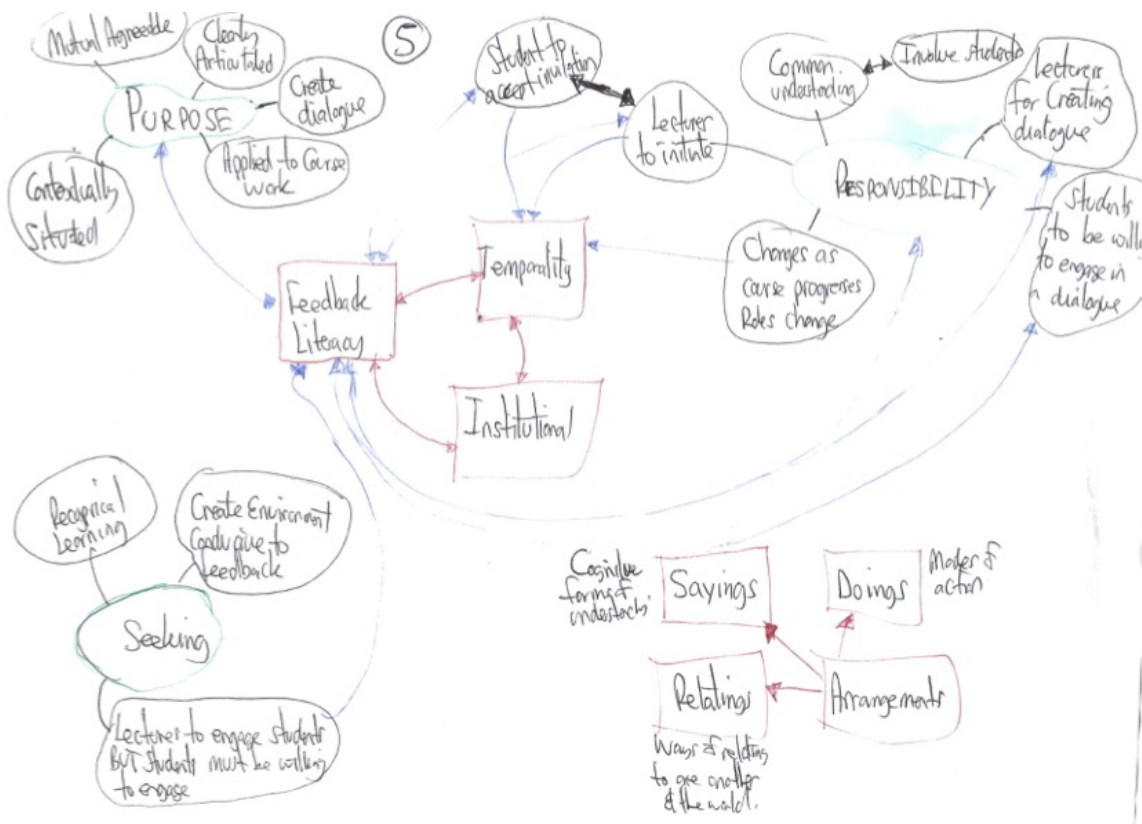 Mutual Agreeable
Clearly
Articulated
5
PURPOSE
Create
dialogue
Applied to Course
work
Contextually
Situated
Student to
accept invitation
Lecturer
to initiate
Common
understanding
Involve students
Lecturers
for Creating
dialogue
RESPONSIBILITY
Students
to be willi
to engage in
dialogue
Changes as
course progresses
Roles change
Temporality
Feedback
Literacy
Institutional
Reciprical
Learning
Create Environment
Conducive to
feedback
Seeking
Lecturer to engage students
BUT students must be willing
to engage
Cognitive
forms of
Sayings
Doings
Modes of
action
Relatings
Arrangements
Ways of relating
to one another
& the world.